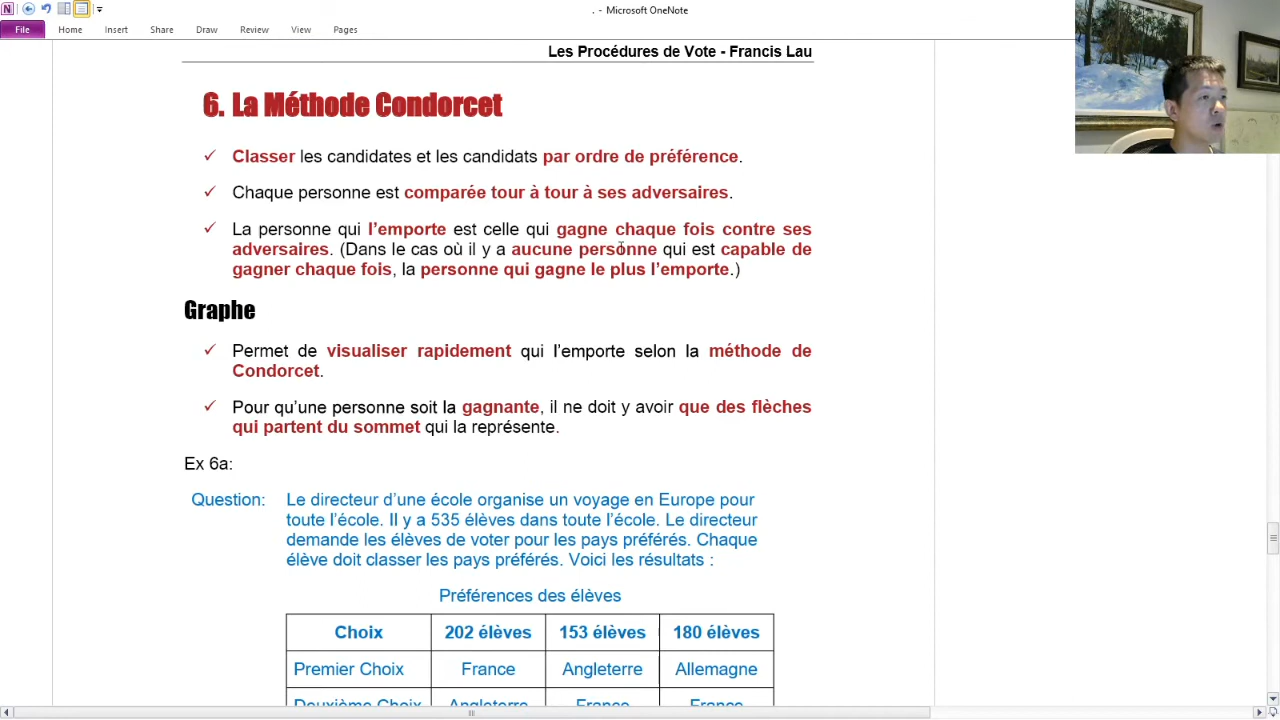 . - Microsoft OneNote
File Home Insert Share Draw Review View Pages
Les Procédures de Vote - Francis Lau
6. La Méthode Condorcet
✓ Classer les candidates et les candidats par ordre de préférence.
✓ Chaque personne est comparée tour à tour à ses adversaires.
✓ La personne qui l’emporte est celle qui gagne chaque fois contre ses
adversaires. (Dans le cas où il y a aucune personne qui est capable de
gagner chaque fois, la personne qui gagne le plus l’emporte.)
Graphe
✓ Permet de visualiser rapidement qui l’emporte selon la méthode de
Condorcet.
✓ Pour qu’une personne soit la gagnante, il ne doit y avoir que des flèches
qui partent du sommet qui la représente.
Ex 6a:
Question: Le directeur d’une école organise un voyage en Europe pour
toute l’école. Il y a 535 élèves dans toute l’école. Le directeur
demande les élèves de voter pour les pays préférés. Chaque
élève doit classer les pays préférés. Voici les résultats :
Préférences des élèves
Choix 202 élèves 153 élèves 180 élèves
Premier Choix France Angleterre Allemagne
Deuxième Choix Angleterre France France